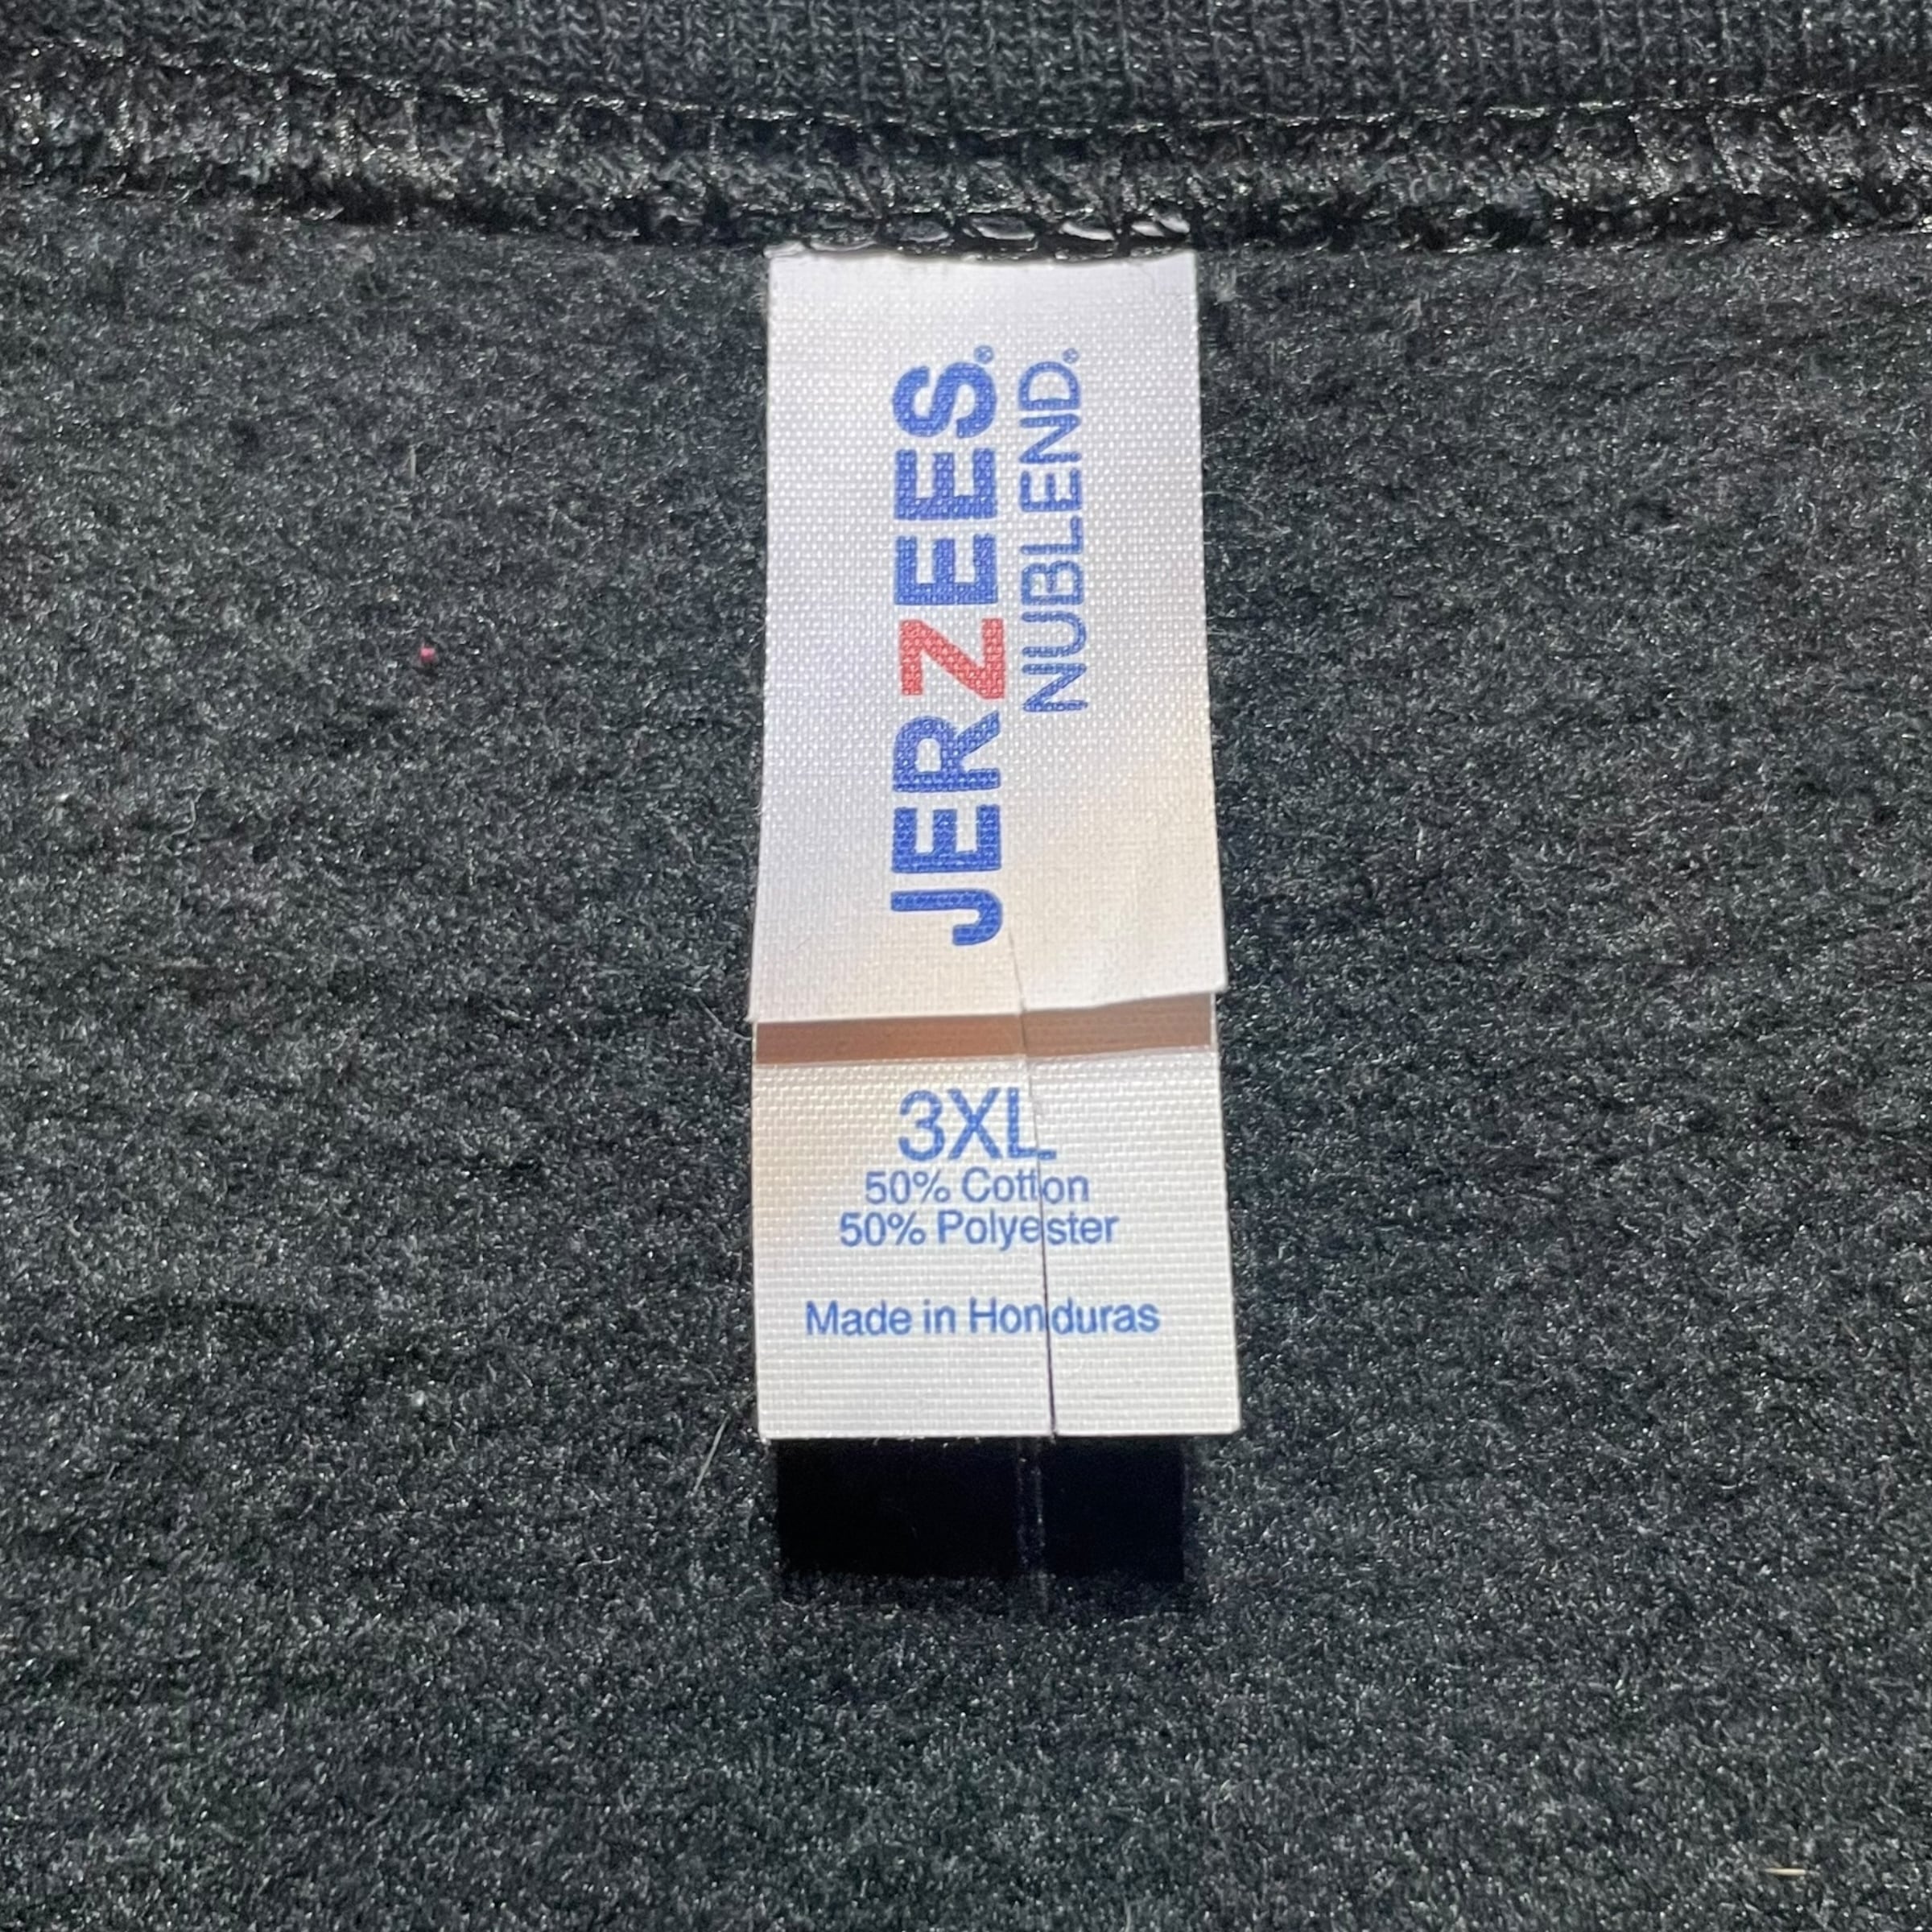 JERZEES®
NUBLEND®
3XL
50% Cotton
50% Polyester
Made in Honduras